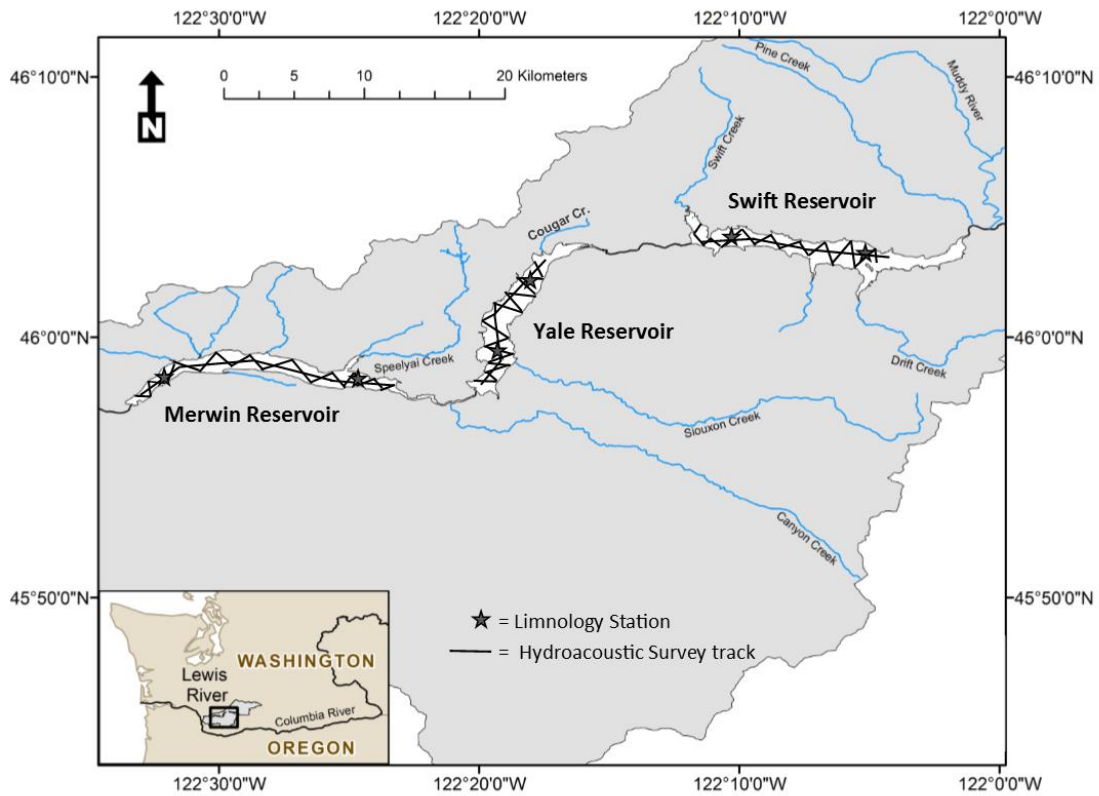 122°30'0"W 122°20'0"W 122°10'0"W 122°0'0"W
46°10'0"N 46°10'0"N
0 5 10 20 Kilometers
N
Pine Creek
Muddy River
Swift Creek
Swift Reservoir
Cougar Cr.
46°0'0"N 46°0'0"N
Yale Reservoir
Speelyai Creek
Drift Creek
Merwin Reservoir
Siouxon Creek
Canyon Creek
45°50'0"N 45°50'0"N
= Limnology Station
= Hydroacoustic Survey track
WASHINGTON
Lewis
River
Columbia River
OREGON
122°30'0"W 122°20'0"W 122°10'0"W 122°0'0"W